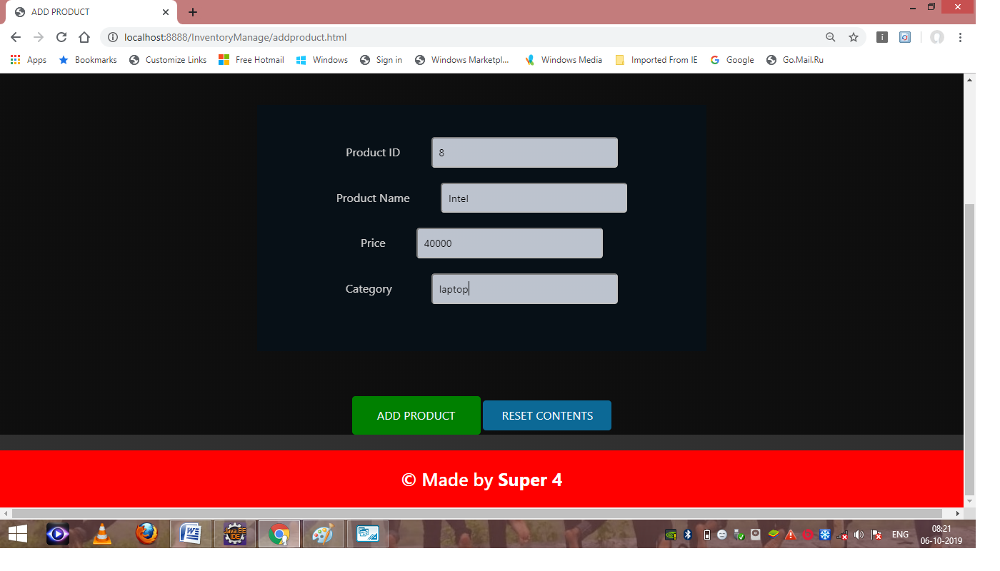 ADD PRODUCT
localhost:8888/InventoryManage/addproduct.html
Apps Bookmarks Customize Links Free Hotmail Windows Sign in Windows Marketpl... Windows Media Imported From IE Google Go.Mail.Ru
Product ID 8
Product Name Intel
Price 40000
Category laptop
ADD PRODUCT RESET CONTENTS
© Made by Super 4
Java EE
IDE
ENG
08:21
06-10-2019